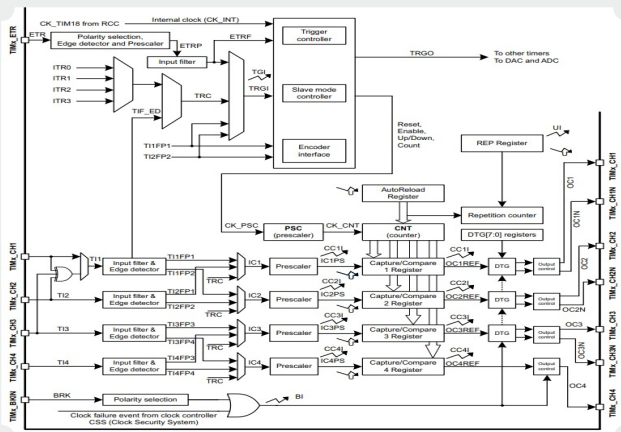 CK_TIM18 from RCC
Internal clock (CK_INT)
TIMx_ETR
ETR
Polarity selection,
Edge detector and Prescaler
ETRP
Input filter
ETRF
Trigger
controller
TRGO
To other timers
To DAC and ADC
ITR0
ITR1
ITR2
ITR3
TIF_ED
TRC
TGI
TRGI
Slave mode
controller
Reset,
Enable,
Up/Down,
Count
TI1FP1
TI2FP2
Encoder
interface
REP Register
UI
AutoReload
Register
Repetition counter
CK_PSC
PSC
(prescaler)
CK_CNT
CNT
(counter)
DTG[7:0] registers
TIMx_CH1
TI1
Input filter &
Edge detector
TI1FP1
TI1FP2
TRC
IC1
Prescaler
CC1I
IC1PS
Capture/Compare
1 Register
CC1I
OC1REF
DTG
Output
control
OC1
TIMx_CH1
OC1N
TIMx_CH1N
TIMx_CH2
TI2
Input filter &
Edge detector
TI2FP1
TI2FP2
TRC
IC2
Prescaler
CC2I
IC2PS
Capture/Compare
2 Register
CC2I
OC2REF
DTG
Output
control
OC2
TIMx_CH2
OC2N
TIMx_CH2N
TIMx_CH3
TI3
Input filter &
Edge detector
TI3FP3
TI3FP4
TRC
IC3
Prescaler
CC3I
IC3PS
Capture/Compare
3 Register
CC3I
OC3REF
DTG
Output
control
OC3
TIMx_CH3
OC3N
TIMx_CH3N
TIMx_CH4
TI4
Input filter &
Edge detector
TI4FP3
TI4FP4
TRC
IC4
Prescaler
CC4I
IC4PS
Capture/Compare
4 Register
CC4I
OC4REF
Output
control
OC4
TIMx_CH4
TIMx_BKIN
BRK
Polarity selection
BI
Clock failure event from clock controller
CSS (Clock Security System)